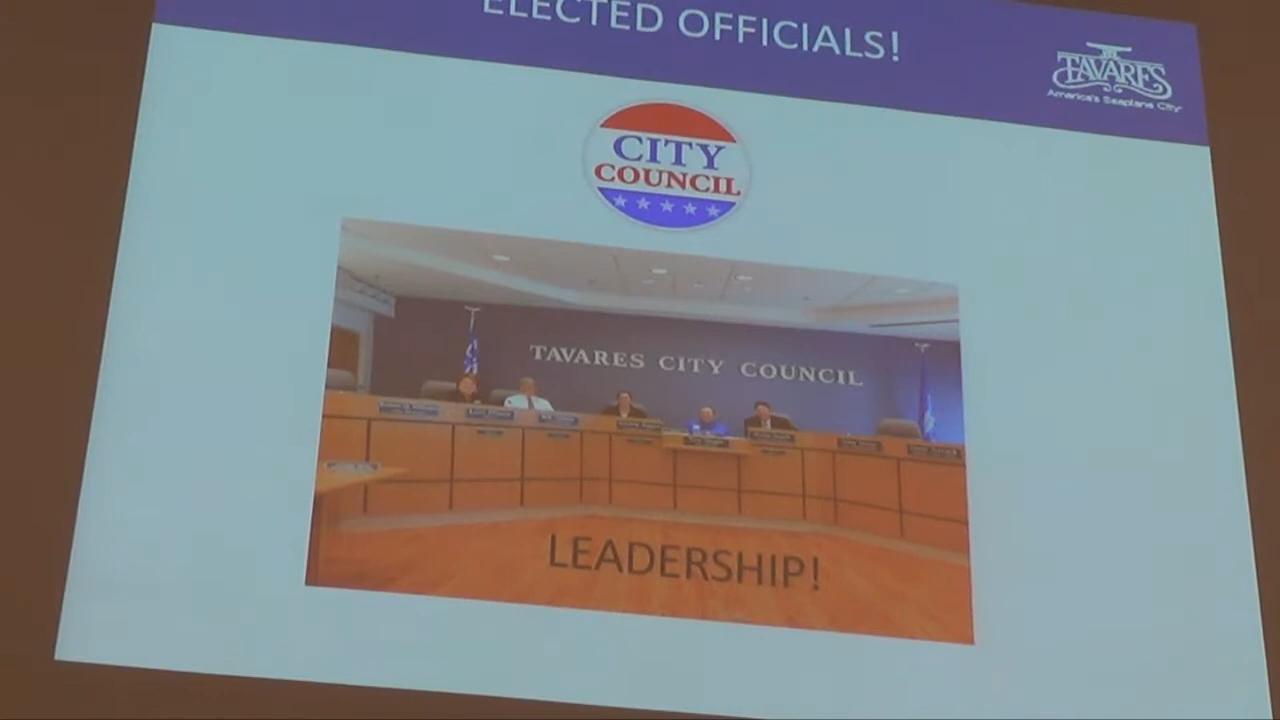 ELECTED OFFICIALS!
TAVARES
America's Seaplane City
CITY
COUNCIL
TAVARES CITY COUNCIL
LEADERSHIP!